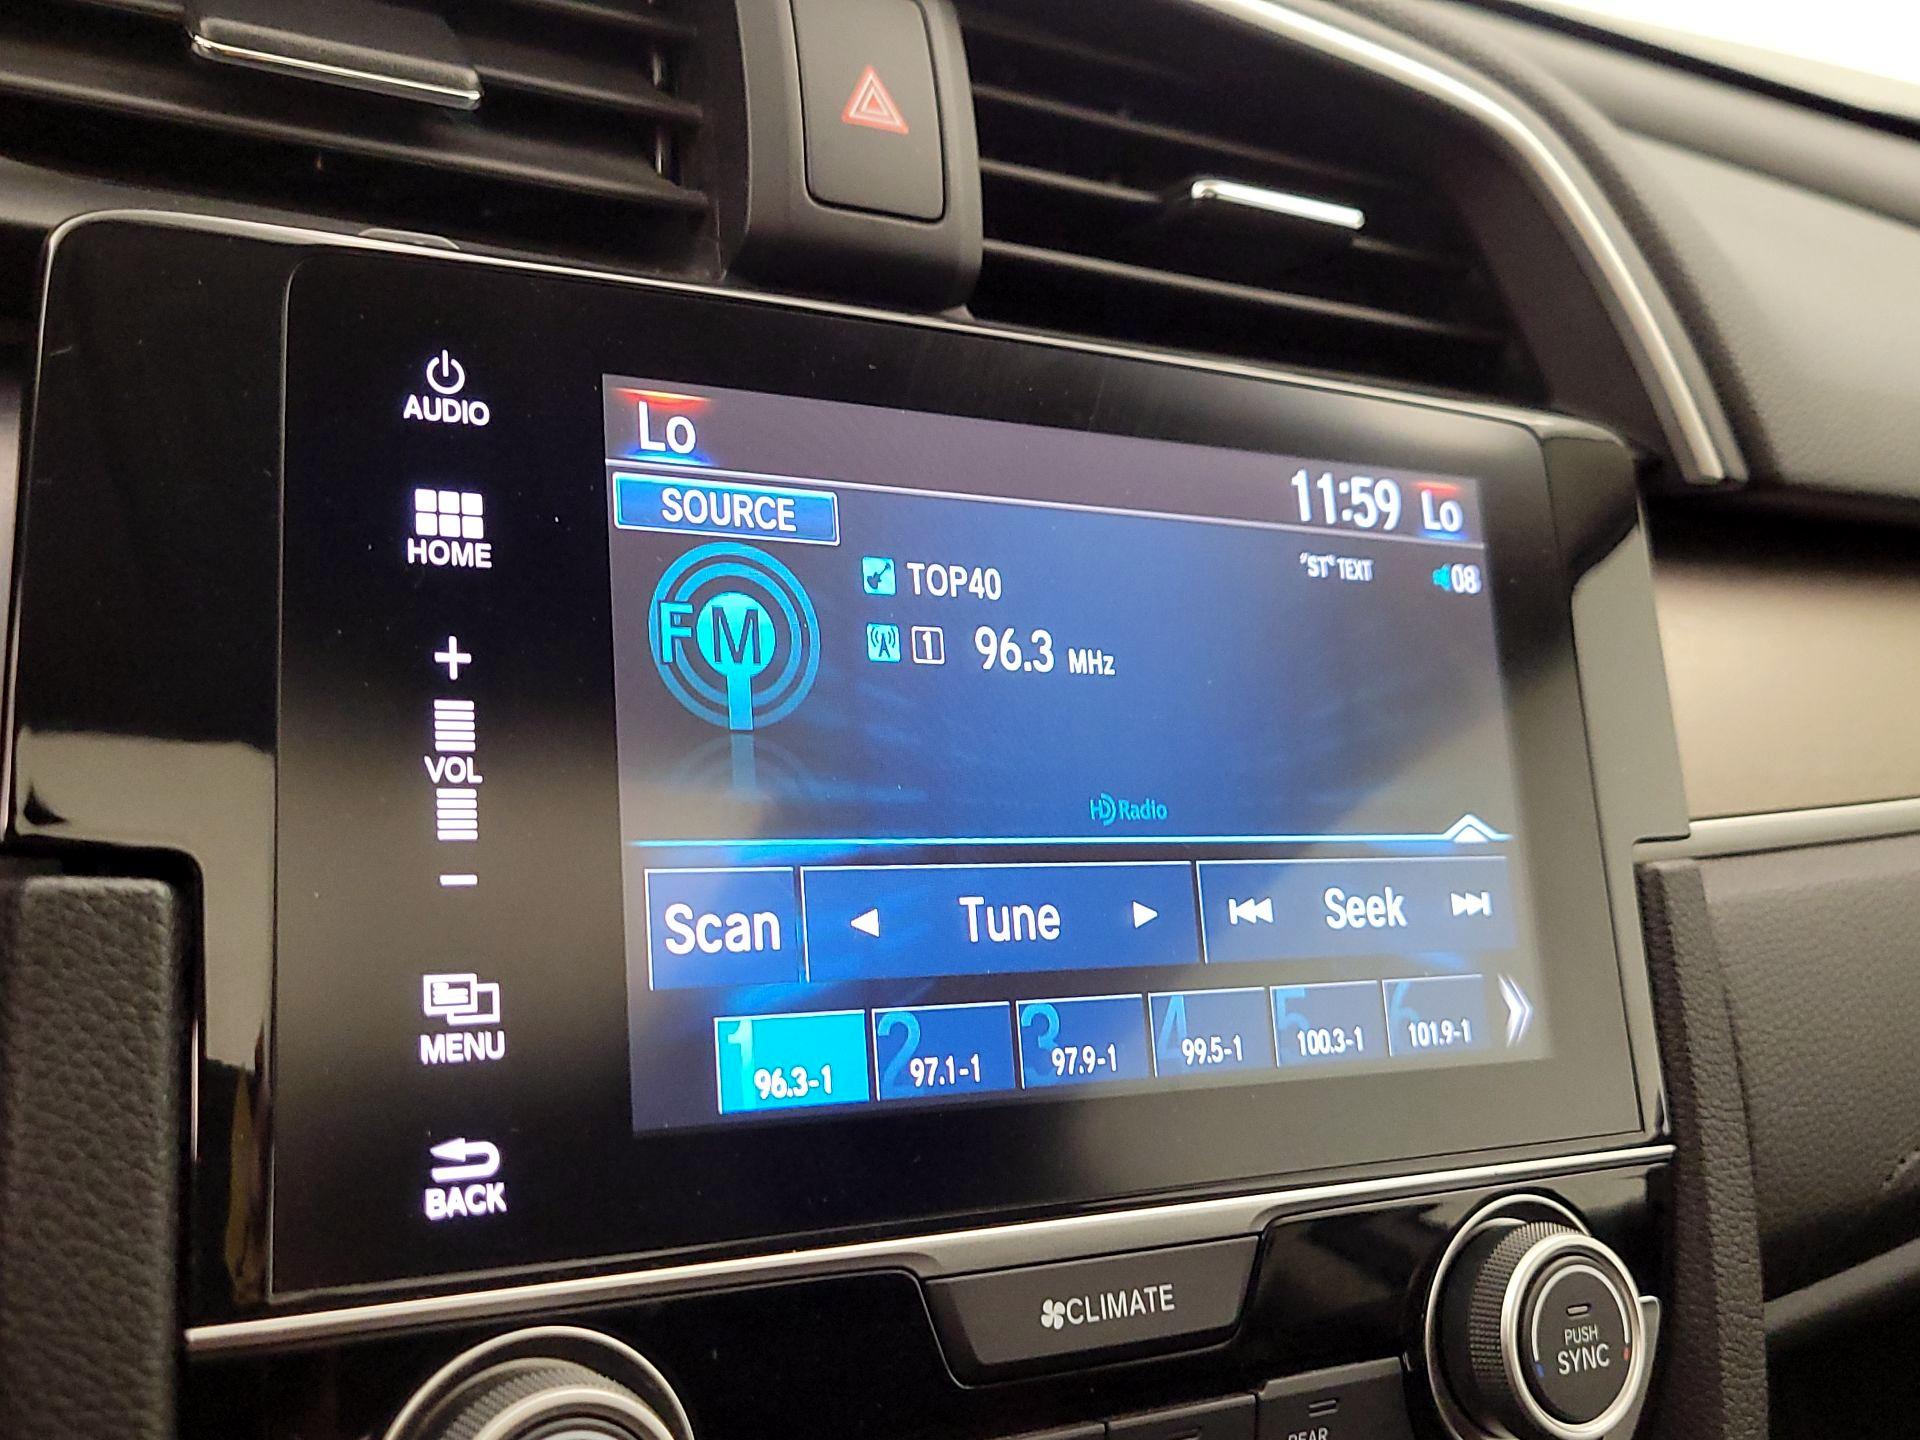 AUDIO
HOME
+
VOL
−
MENU
BACK
Lo
11:59 Lo
SOURCE
"ST" TEXT
08
FM
TOP40
1 96.3 MHz
HD Radio
Scan
Tune
Seek
1 96.3-1
2 97.1-1
3 97.9-1
4 99.5-1
5 100.3-1
6 101.9-1
CLIMATE
PUSH
SYNC
REAR